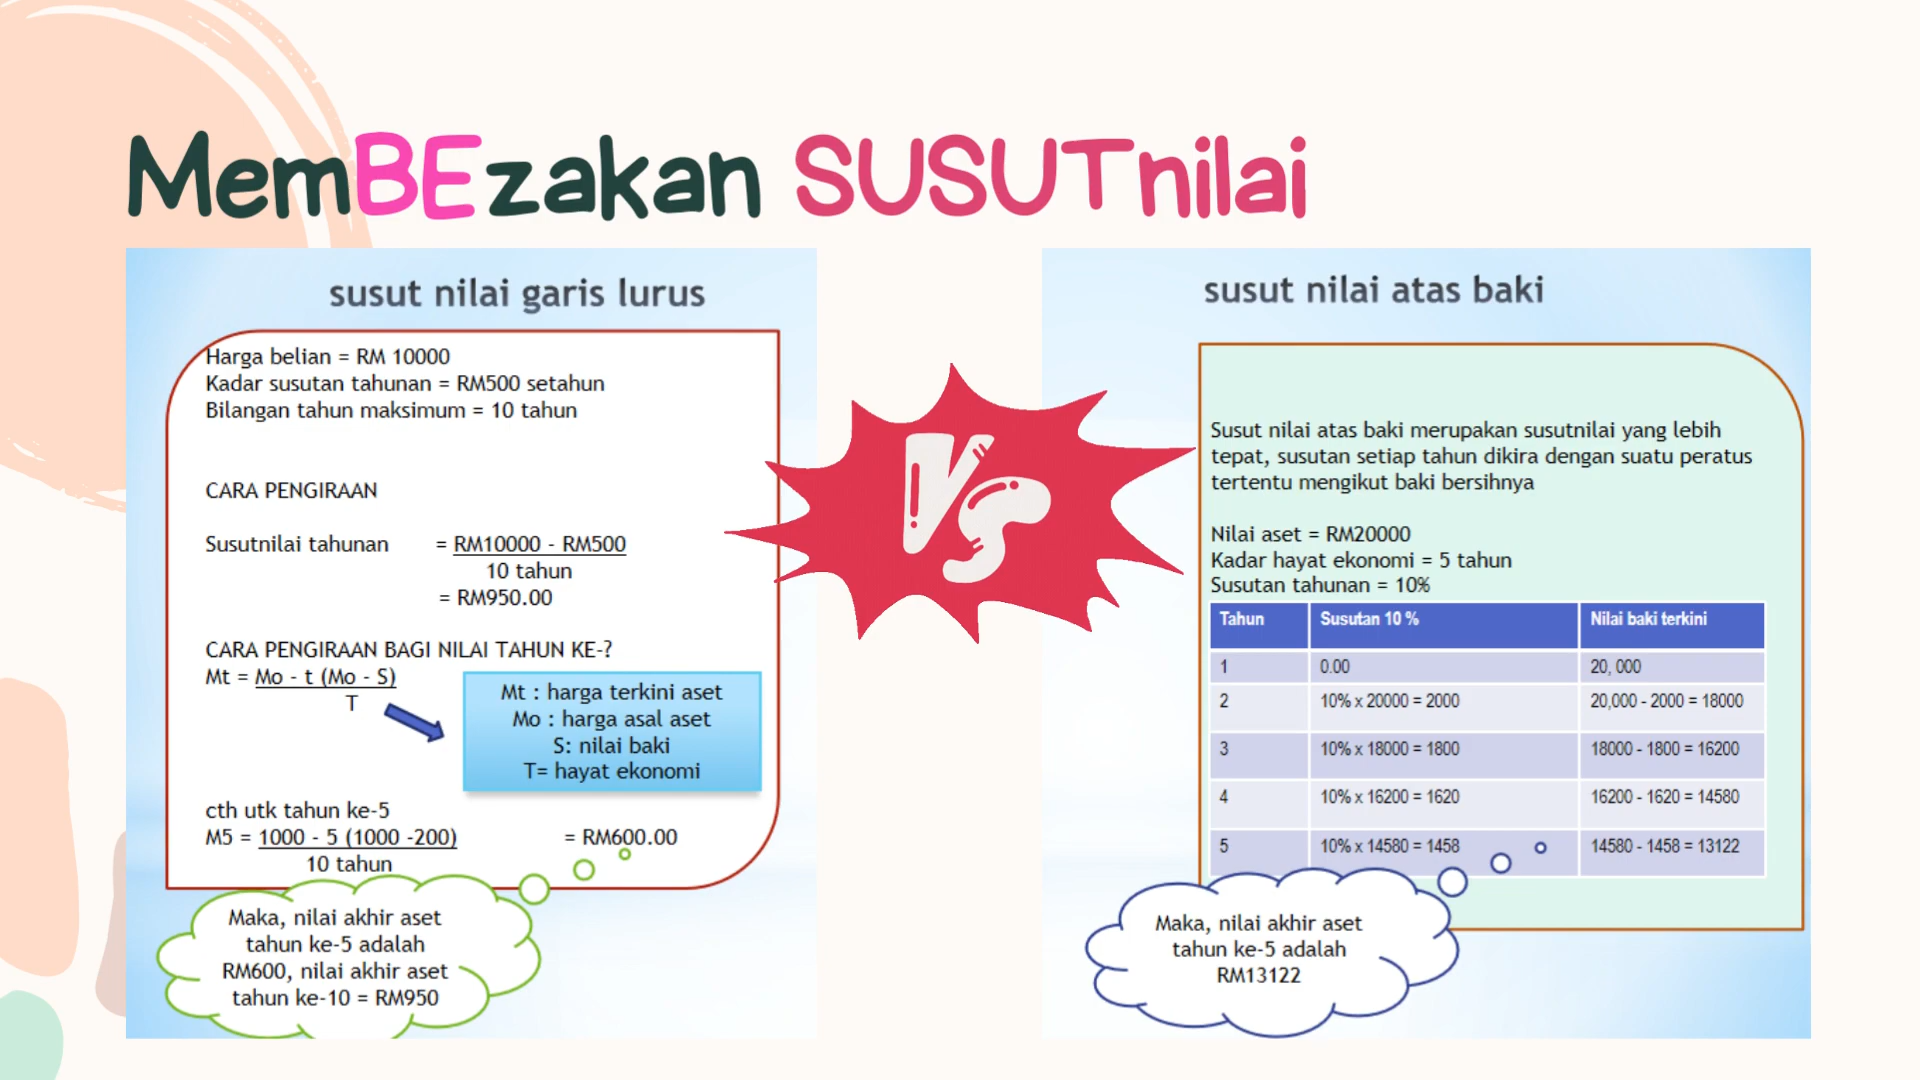 MemBEzakan SUSUTnilai
susut nilai garis lurus
Harga belian = RM 10000
Kadar susutan tahunan = RM500 setahun
Bilangan tahun maksimum = 10 tahun
CARA PENGIRAAN
Susutnilai tahunan = RM10000 - RM500
10 tahun
= RM950.00
CARA PENGIRAAN BAGI NILAI TAHUN KE-?
Mt = Mo - t (Mo - S)
T
Mt : harga terkini aset
Mo : harga asal aset
S: nilai baki
T= hayat ekonomi
cth utk tahun ke-5
M5 = 1000 - 5 (1000 -200) = RM600.00
10 tahun
Maka, nilai akhir aset
tahun ke-5 adalah
RM600, nilai akhir aset
tahun ke-10 = RM950
Vs
susut nilai atas baki
Susut nilai atas baki merupakan susutnilai yang lebih
tepat, susutan setiap tahun dikira dengan suatu peratus
tertentu mengikut baki bersihnya
Nilai aset = RM20000
Kadar hayat ekonomi = 5 tahun
Susutan tahunan = 10%
Tahun Susutan 10 % Nilai baki terkini
1 0.00 20, 000
2 10% x 20000 = 2000 20,000 - 2000 = 18000
3 10% x 18000 = 1800 18000 - 1800 = 16200
4 10% x 16200 = 1620 16200 - 1620 = 14580
5 10% x 14580 = 1458 14580 - 1458 = 13122
Maka, nilai akhir aset
tahun ke-5 adalah
RM13122